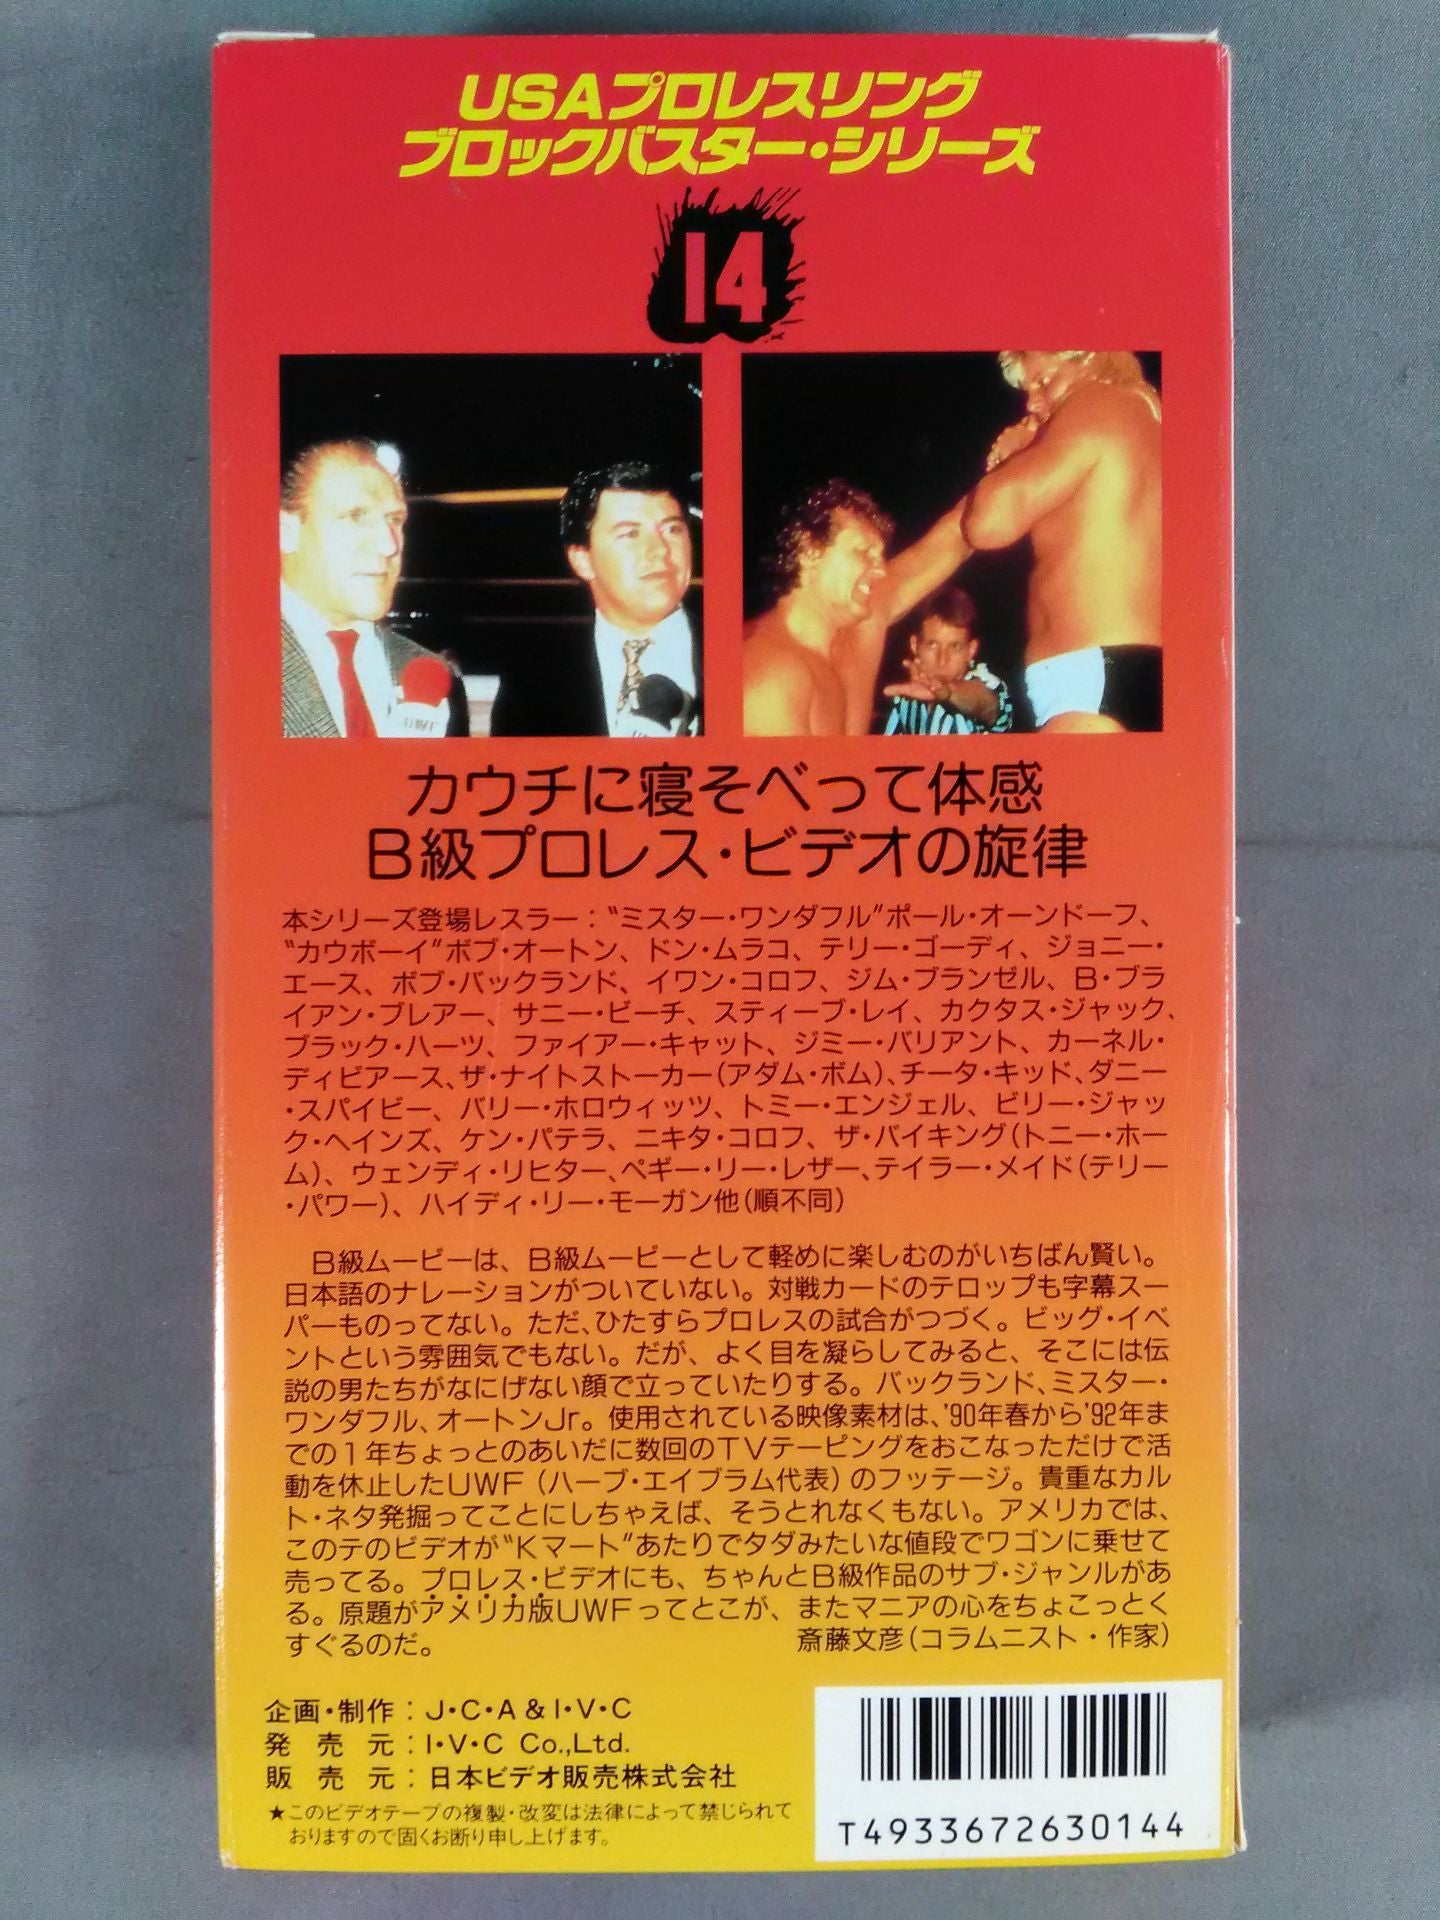 USAプロレスリング
ブロックバスター・シリーズ
14
カウチに寝そべって体感
B級プロレス・ビデオの旋律
本シリーズ登場レスラー：“ミスター・ワンダフル”ポール・オーンドーフ、
“カウボーイ”ボブ・オートン、ドン・ムラコ、テリー・ゴーディ、ジョニー・
エース、ボブ・バックランド、イワン・コロフ、ジム・ブランゼル、B・ブラ
イアン・ブレアー、サニー・ビーチ、スティーブ・レイ、カクタス・ジャック、
ブラック・ハーツ、ファイアー・キャット、ジミー・バリアント、カーネル・
ディビアース、ザ・ナイトストーカー（アダム・ボム）、チータ・キッド、ダニー
・スパイビー、バリー・ホロウィッツ、トミー・エンジェル、ビリー・ジャッ
ク・ヘインズ、ケン・パテラ、ニキタ・コロフ、ザ・バイキング（トニー・ホー
ム）、ウェンディ・リヒター、ペギー・リー・レザー、テイラー・メイド（テリー
・パワー）、ハイディ・リー・モーガン他（順不同）
B級ムービーは、B級ムービーとして軽めに楽しむのがいちばん賢い。
日本語のナレーションがついていない。対戦カードのテロップも字幕スー
パーものってない。ただ、ひたすらプロレスの試合がつづく。ビッグ・イベ
ントという雰囲気でもない。だが、よく目を凝らしてみると、そこには伝
説の男たちがなにげない顔で立っていたりする。バックランド、ミスター・
ワンダフル、オートンJr。使用されている映像素材は、'90年春から'92年ま
での1年ちょっとのあいだに数回のTVテーピングをおこなっただけで活
動を休止したUWF（ハーブ・エイブラム代表）のフッテージ。貴重なカル
ト・ネタ発掘ってことにしちゃえば、そうとれなくもない。アメリカでは、
このテのビデオが“Kマート”あたりでタダみたいな値段でワゴンに乗せて
売ってる。プロレス・ビデオにも、ちゃんとB級作品のサブ・ジャンルがあ
る。原題がアメリカ版UWFってとこが、またマニアの心をちょこっとく
すぐるのだ。 斎藤文彦（コラムニスト・作家）
企画・制作：J・C・A & I・V・C
発売元：I・V・C Co.,Ltd.
販売元：日本ビデオ販売株式会社
★このビデオテープの複製・改変は法律によって禁じられて
おりますので固くお断り申し上げます。
T4933672630144